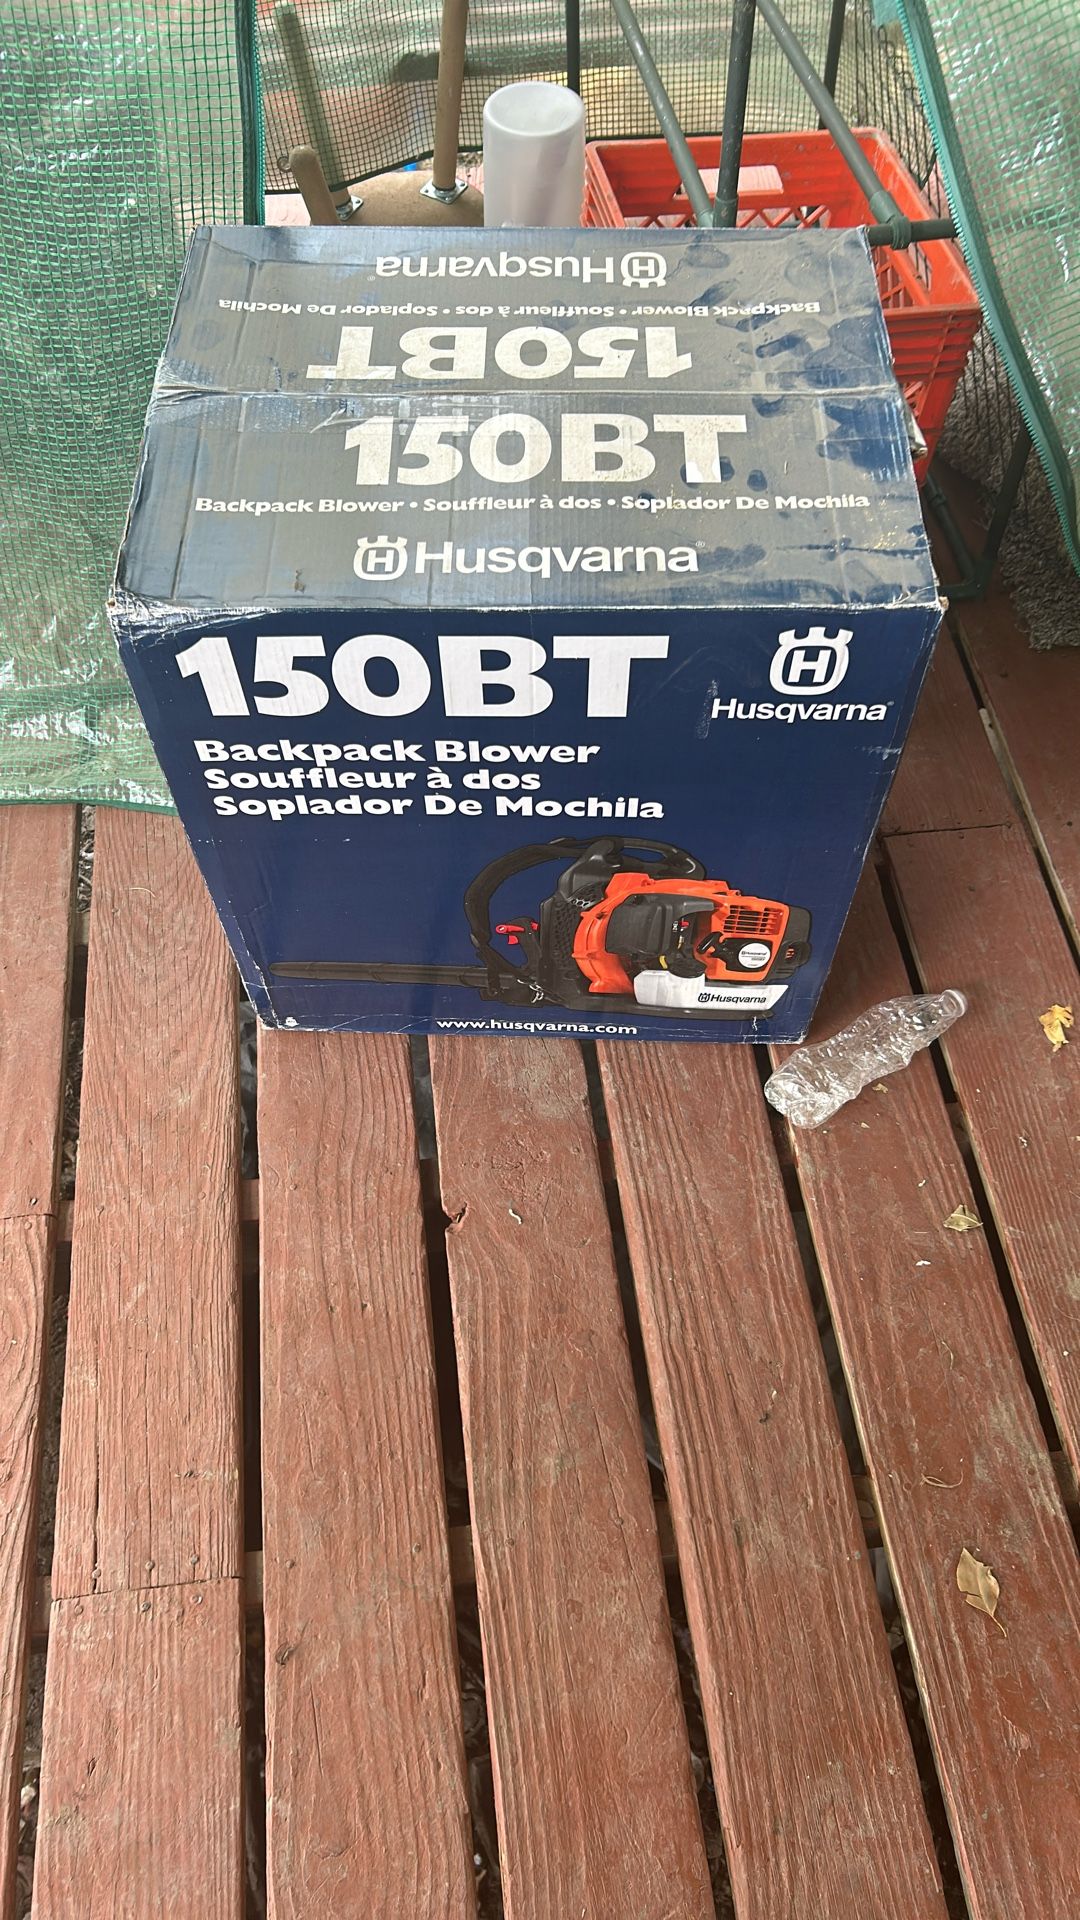 Husqvarna®
Backpack Blower • Souffleur à dos • Soplador De Mochila
150BT
150BT
Backpack Blower • Souffleur à dos • Soplador De Mochila
Husqvarna®
150BT
Husqvarna®
Backpack Blower
Souffleur à dos
Soplador De Mochila
Husqvarna
www.husqvarna.com